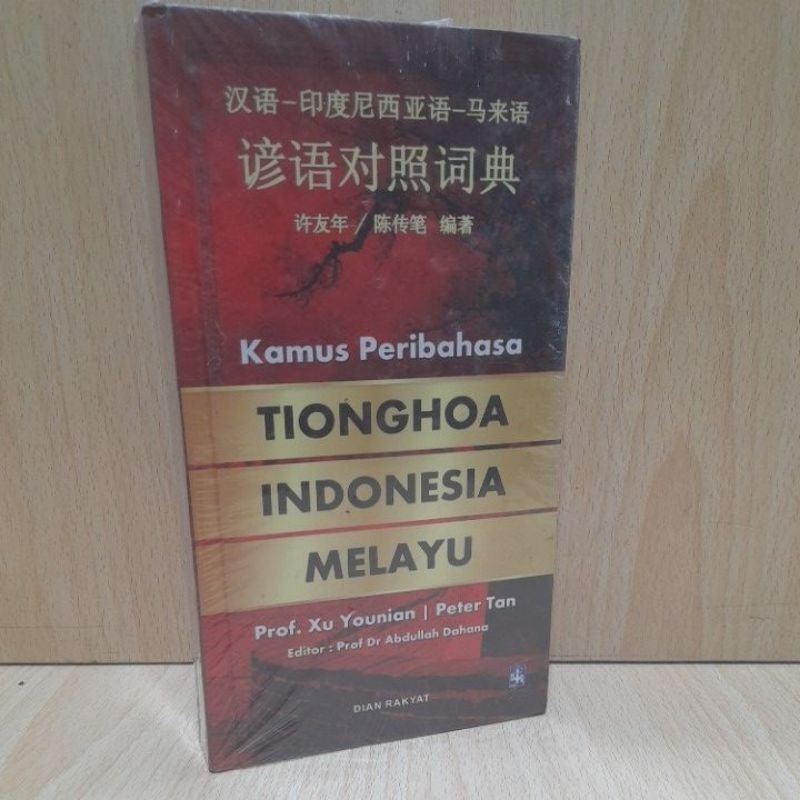 汉语-印度尼西亚语-马来语
谚语对照词典
许友年 / 陈传笔 编著
Kamus Peribahasa
TIONGHOA
INDONESIA
MELAYU
Prof. Xu Younian | Peter Tan
Editor : Prof Dr Abdullah Dahana
DIAN RAKYAT